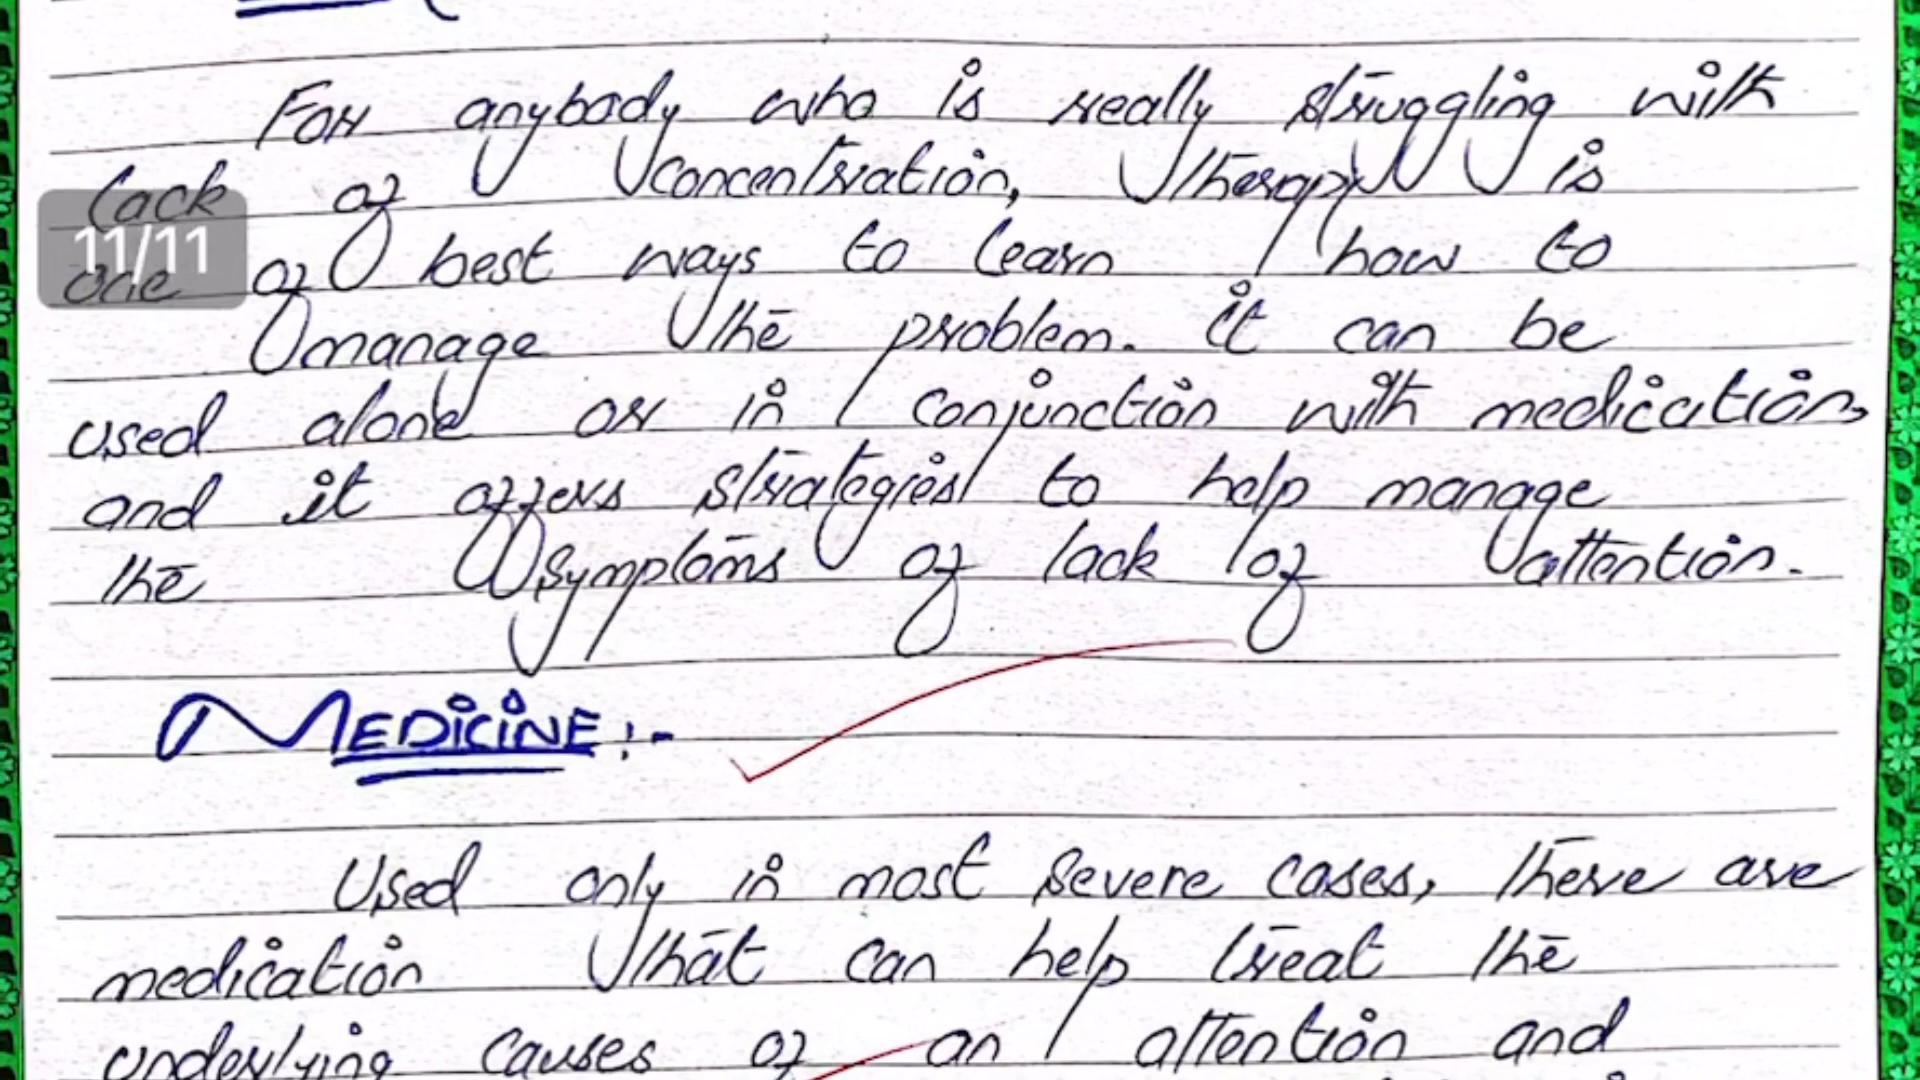 For anybody who is really struggling with
lack of concentration, therapy is
11/11
one of best ways to learn how to
manage the problem. it can be
used alone or in conjunction with medication,
and it offers strategies to help manage
the symptoms of lack of attention.
MEDICINE:-
Used only in most severe cases, there are
medication that can help treat the
underlying causes of an attention and